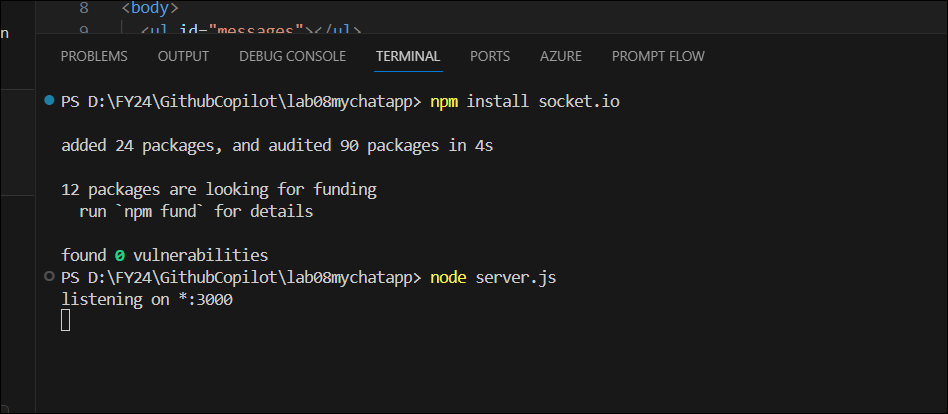 8 <body>
n
9 <ul id="messages"></ul>
PROBLEMS OUTPUT DEBUG CONSOLE TERMINAL PORTS AZURE PROMPT FLOW
PS D:\FY24\GithubCopilot\lab08mychatapp> npm install socket.io
added 24 packages, and audited 90 packages in 4s
12 packages are looking for funding
run `npm fund` for details
found 0 vulnerabilities
PS D:\FY24\GithubCopilot\lab08mychatapp> node server.js
listening on *:3000